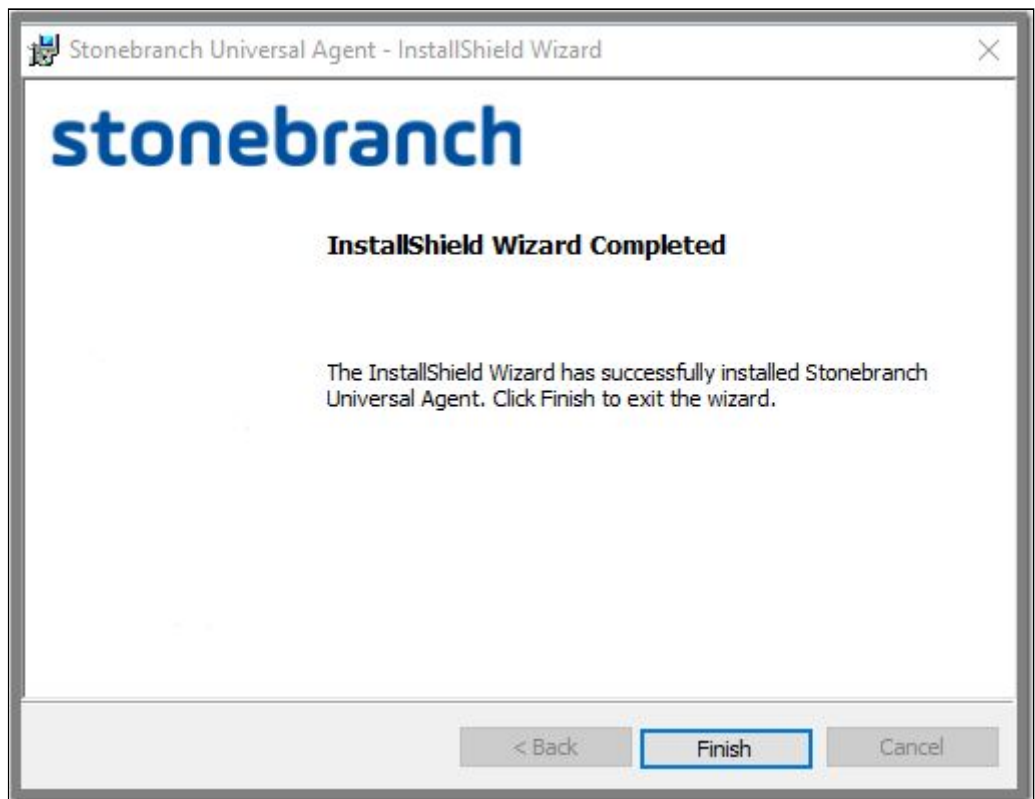 Stonebranch Universal Agent - InstallShield Wizard
stonebranch
InstallShield Wizard Completed
The InstallShield Wizard has successfully installed Stonebranch
Universal Agent. Click Finish to exit the wizard.
< Back Finish Cancel